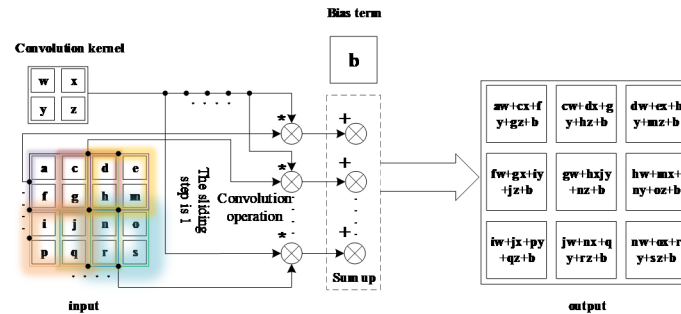 Bias term
b
Convolution kernel
w x
y z
. . . .
* +
* +
* +
a c d e
f g h m
i j n o
p q r s
. . . .
The sliding
step is 1
Convolution
operation
Sum up
input
aw+cx+f
y+gz+b
cw+dx+g
y+hz+b
dw+ex+h
y+mz+b
fw+gx+iy
+jz+b
gw+hxjy
+nz+b
hw+mx+
ny+oz+b
iw+jx+py
+qz+b
jw+nx+q
y+rz+b
nw+ox+r
y+sz+b
output